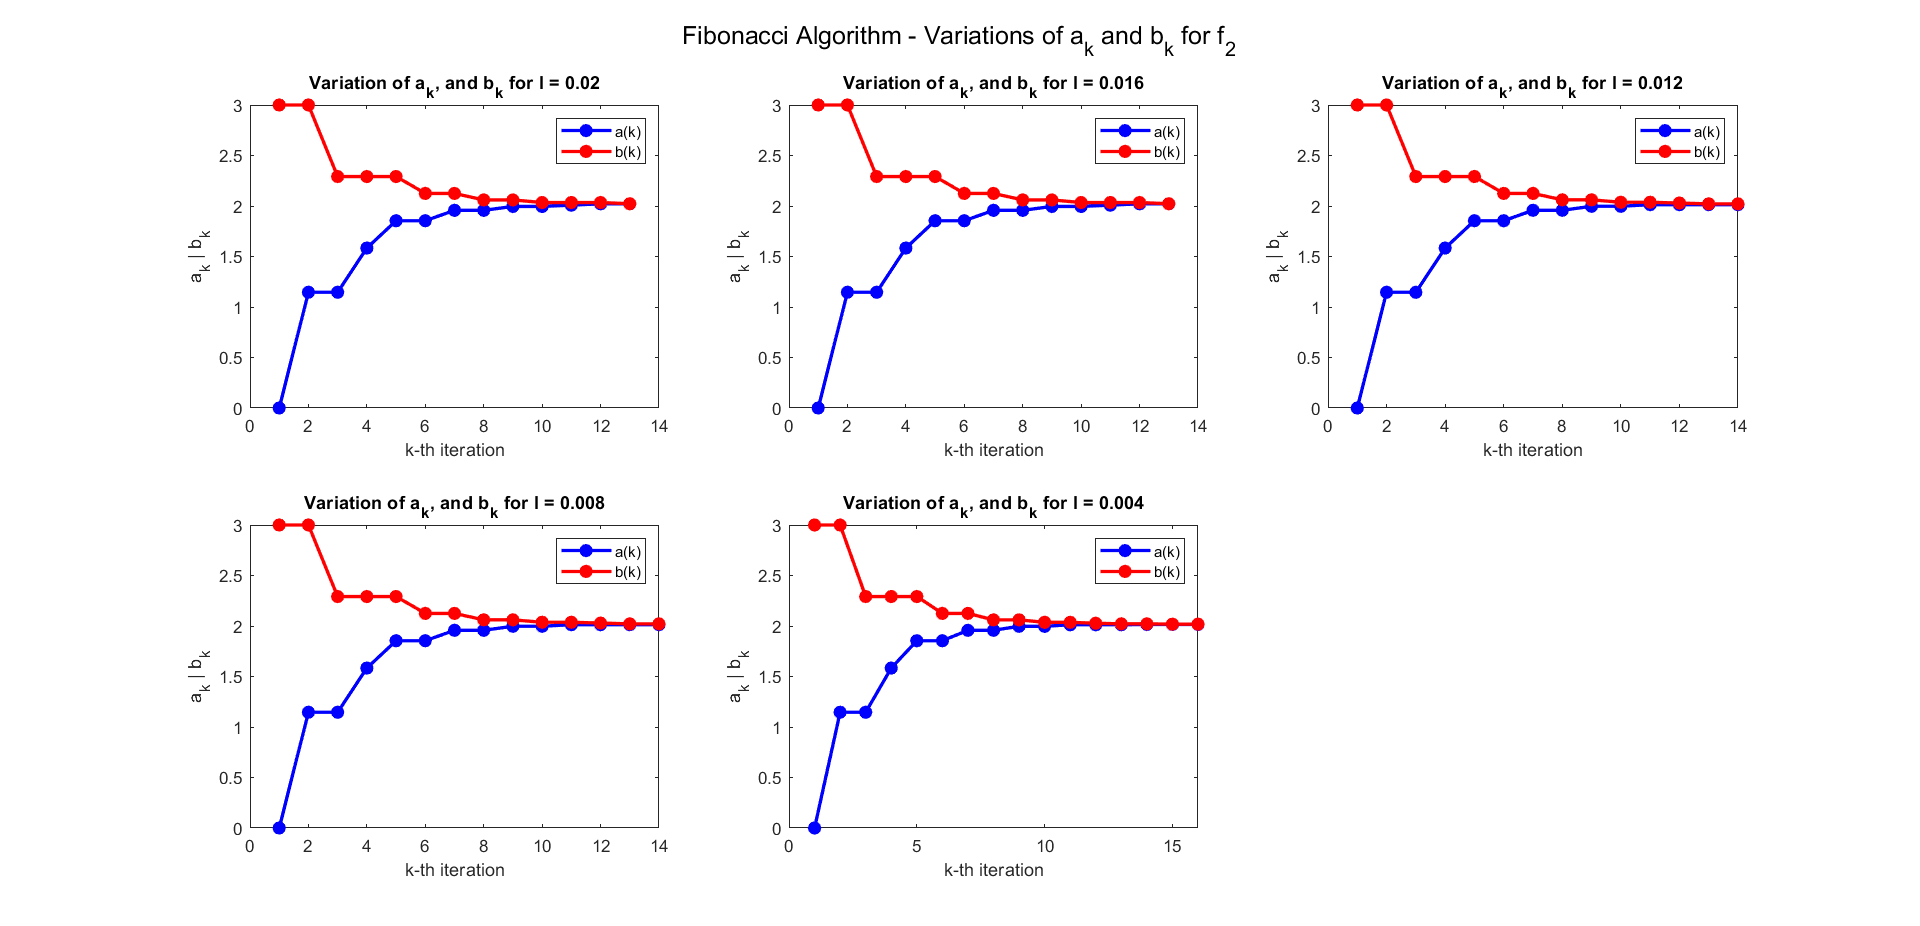 Fibonacci Algorithm - Variations of a_k and b_k for f_2
Variation of a_k, and b_k for l = 0.02
3
2.5
2
1.5
1
0.5
0
a_k | b_k
a(k)
b(k)
0 2 4 6 8 10 12 14
k-th iteration
Variation of a_k, and b_k for l = 0.016
3
2.5
2
1.5
1
0.5
0
a_k | b_k
a(k)
b(k)
0 2 4 6 8 10 12 14
k-th iteration
Variation of a_k, and b_k for l = 0.012
3
2.5
2
1.5
1
0.5
0
a_k | b_k
a(k)
b(k)
0 2 4 6 8 10 12 14
k-th iteration
Variation of a_k, and b_k for l = 0.008
3
2.5
2
1.5
1
0.5
0
a_k | b_k
a(k)
b(k)
0 2 4 6 8 10 12 14
k-th iteration
Variation of a_k, and b_k for l = 0.004
3
2.5
2
1.5
1
0.5
0
a_k | b_k
a(k)
b(k)
0 5 10 15
k-th iteration